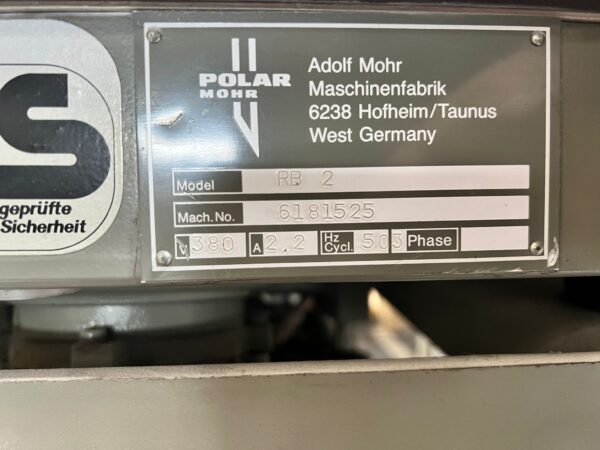 S
geprüfte
Sicherheit
POLAR
MOHR
Adolf Mohr
Maschinenfabrik
6238 Hofheim/Taunus
West Germany
Model RB 2
Mach.No. 6181525
V 380 A 2,2 Hz Cycl. 50 3 Phase